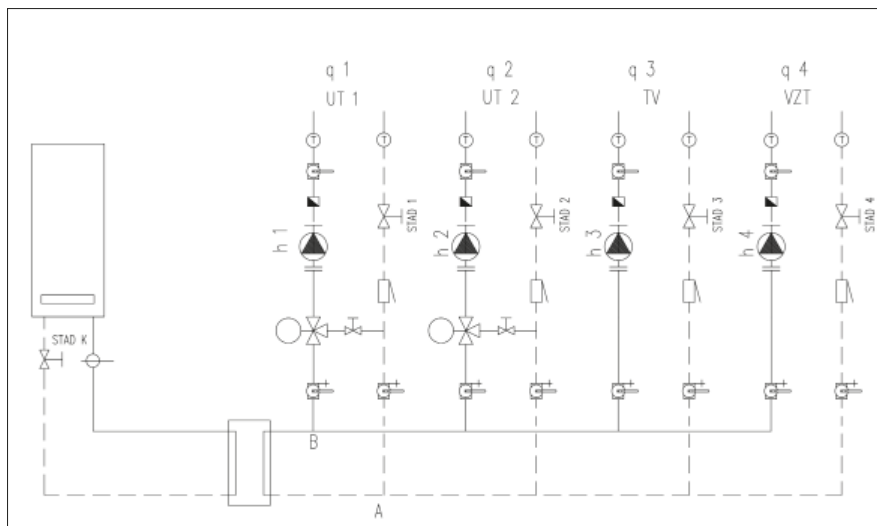 q 1
UT 1
q 2
UT 2
q 3
TV
q 4
VZT
T
T
T
T
T
T
T
T
STAD 1
STAD 2
STAD 3
STAD 4
h 1
h 2
h 3
h 4
STAD K
B
A